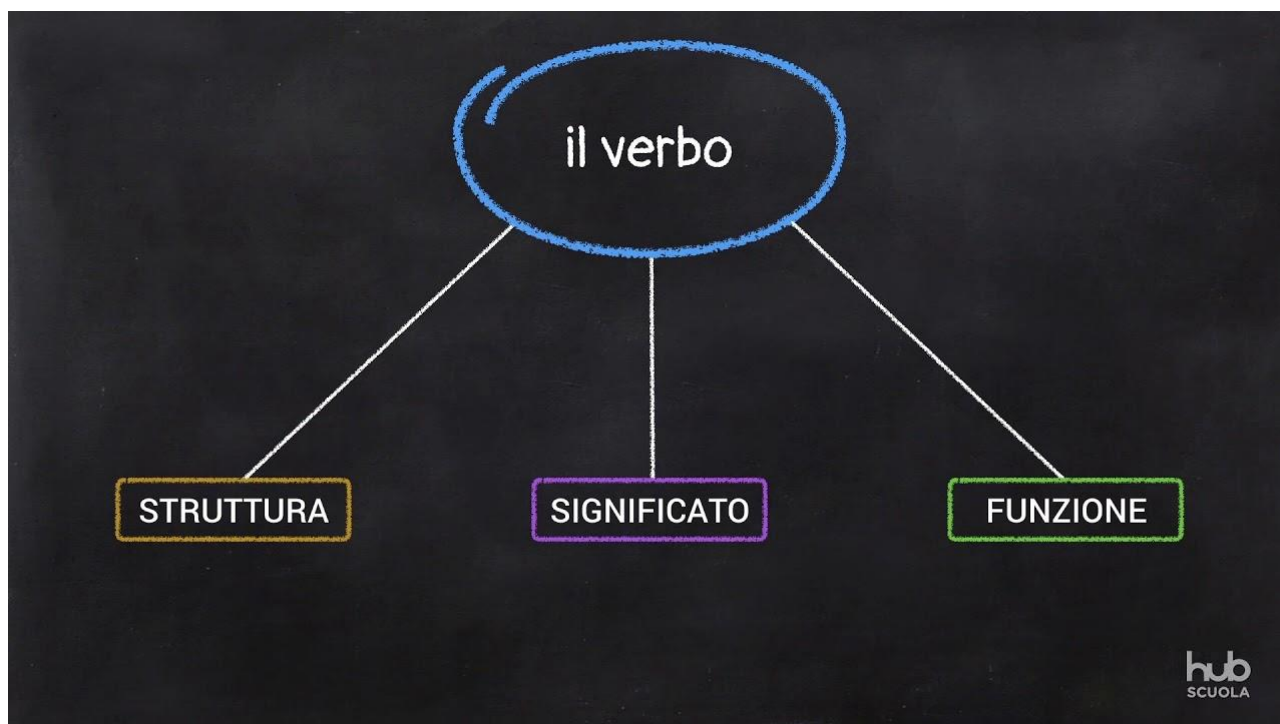 il verbo
STRUTTURA
SIGNIFICATO
FUNZIONE
hub
SCUOLA